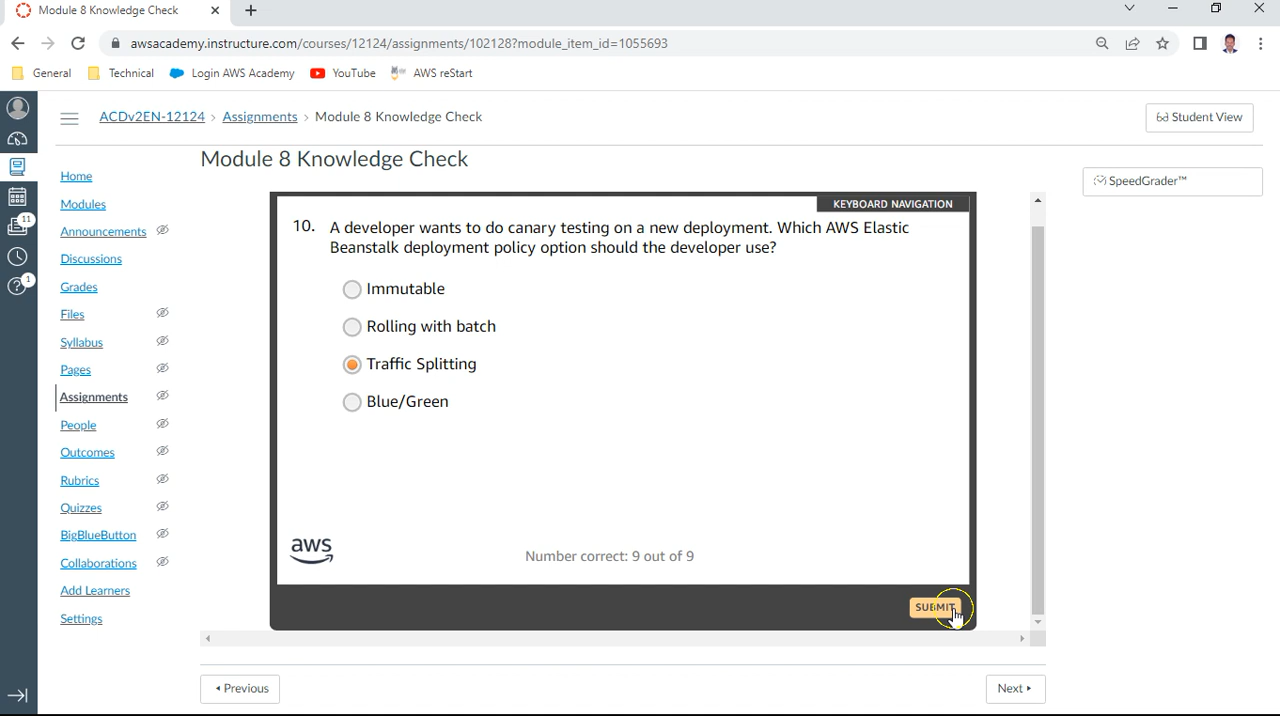 Module 8 Knowledge Check
awsacademy.instructure.com/courses/12124/assignments/102128?module_item_id=1055693
General
Technical
Login AWS Academy
YouTube
AWS reStart
ACDv2EN-12124 › Assignments › Module 8 Knowledge Check
Student View
Module 8 Knowledge Check
SpeedGrader™
11
1
Home
Modules
Announcements
Discussions
Grades
Files
Syllabus
Pages
Assignments
People
Outcomes
Rubrics
Quizzes
BigBlueButton
Collaborations
Add Learners
Settings
KEYBOARD NAVIGATION
10. A developer wants to do canary testing on a new deployment. Which AWS Elastic
Beanstalk deployment policy option should the developer use?
Immutable
Rolling with batch
Traffic Splitting
Blue/Green
aws
Number correct: 9 out of 9
SUBMIT
Previous
Next